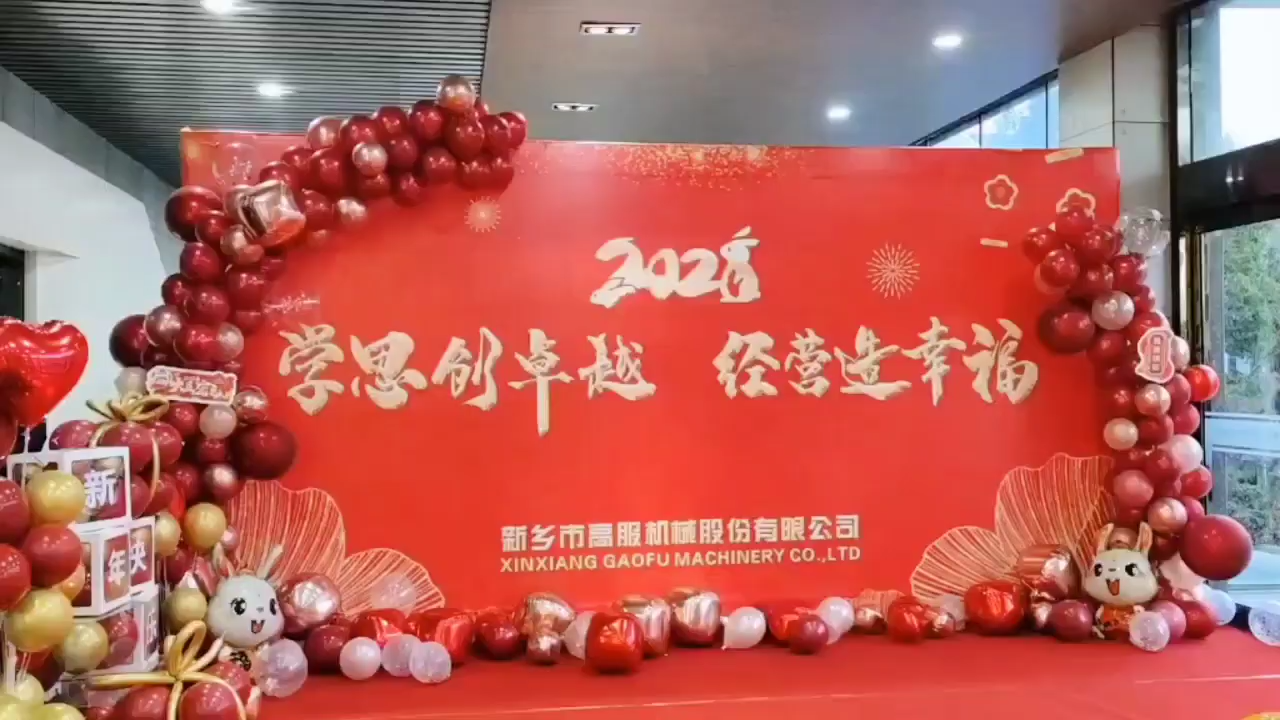 2023
学思创卓越 经营造幸福
新乡市高服机械股份有限公司
XINXIANG GAOFU MACHINERY CO.,LTD
新
年快